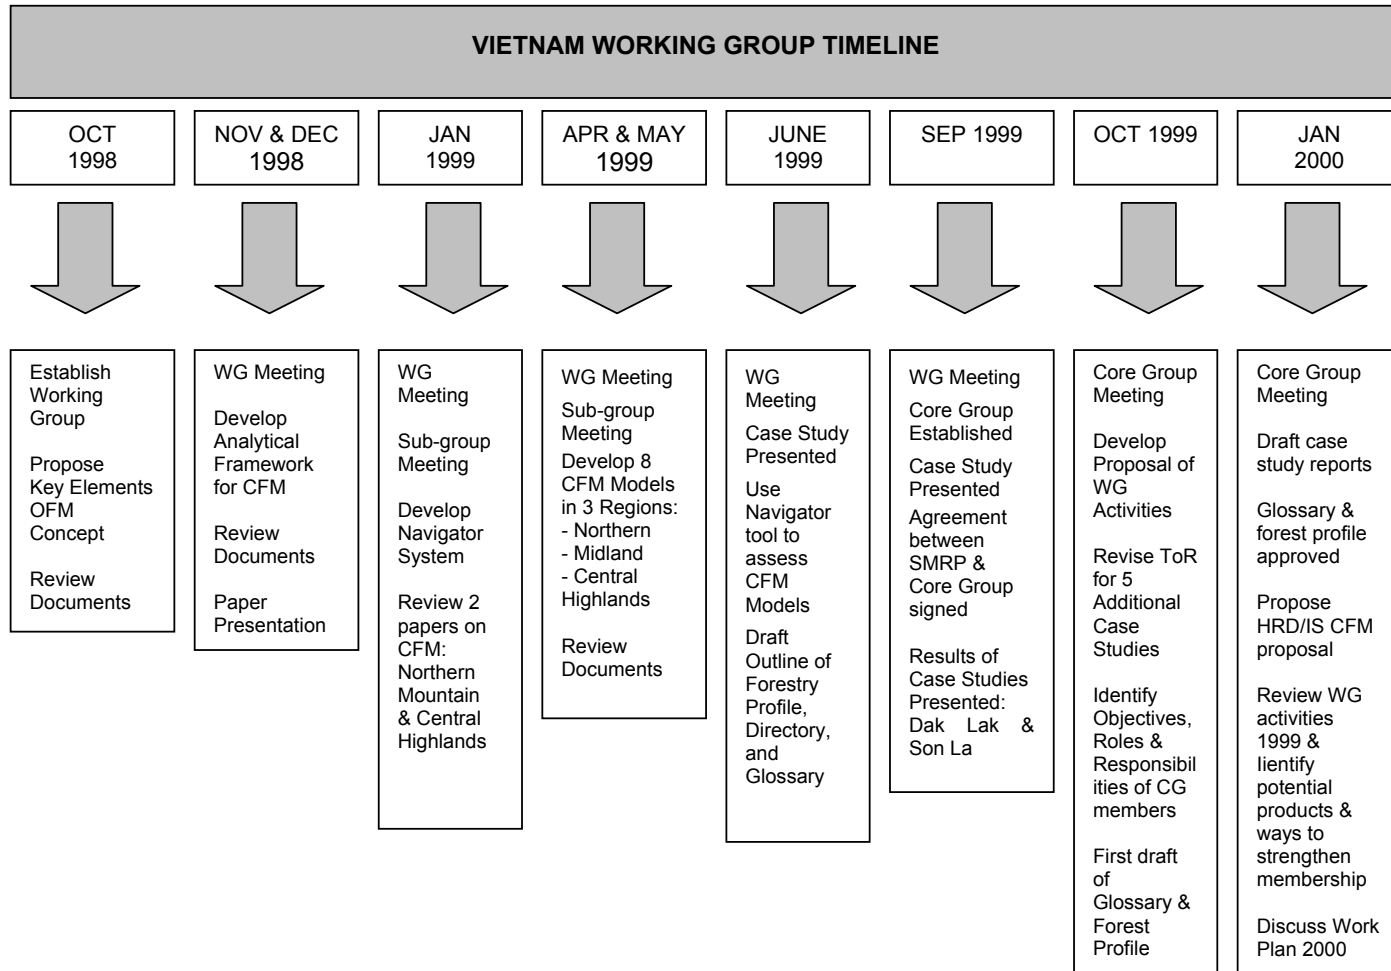 VIETNAM WORKING GROUP TIMELINE
OCT
1998
NOV & DEC
1998
JAN
1999
APR & MAY
1999
JUNE
1999
SEP 1999
OCT 1999
JAN
2000
Establish
Working
Group
Propose
Key Elements
OFM
Concept
Review
Documents
WG Meeting
Develop
Analytical
Framework
for CFM
Review
Documents
Paper
Presentation
WG
Meeting
Sub-group
Meeting
Develop
Navigator
System
Review 2
papers on
CFM:
Northern
Mountain
& Central
Highlands
WG Meeting
Sub-group
Meeting
Develop 8
CFM Models
in 3 Regions:
- Northern
- Midland
- Central
Highlands
Review
Documents
WG
Meeting
Case Study
Presented
Use
Navigator
tool to
assess
CFM
Models
Draft
Outline of
Forestry
Profile,
Directory,
and
Glossary
WG Meeting
Core Group
Established
Case Study
Presented
Agreement
between
SMRP &
Core Group
signed
Results of
Case Studies
Presented:
Dak Lak &
Son La
Core Group
Meeting
Develop
Proposal of
WG
Activities
Revise ToR
for 5
Additional
Case
Studies
Identify
Objectives,
Roles &
Responsibil
ities of CG
members
First draft
of
Glossary &
Forest
Profile
Core Group
Meeting
Draft case
study reports
Glossary &
forest profile
approved
Propose
HRD/IS CFM
proposal
Review WG
activities
1999 &
Iientify
potential
products &
ways to
strengthen
membership
Discuss Work
Plan 2000